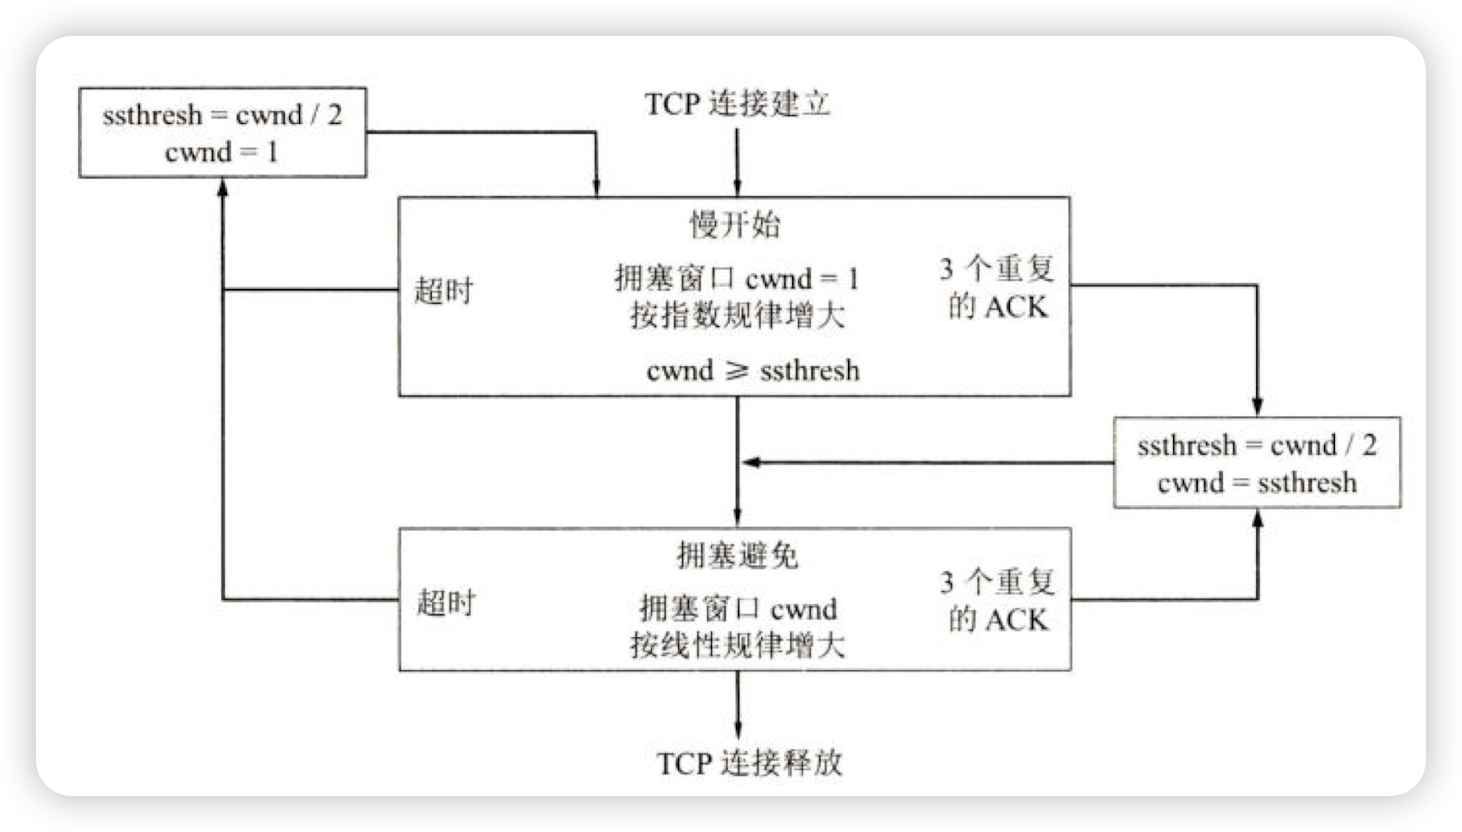 TCP 连接建立
ssthresh = cwnd / 2
cwnd = 1
慢开始
超时
拥塞窗口 cwnd = 1
按指数规律增大
3 个重复
的 ACK
cwnd ⩾ ssthresh
ssthresh = cwnd / 2
cwnd = ssthresh
拥塞避免
超时
拥塞窗口 cwnd
按线性规律增大
3 个重复
的 ACK
TCP 连接释放